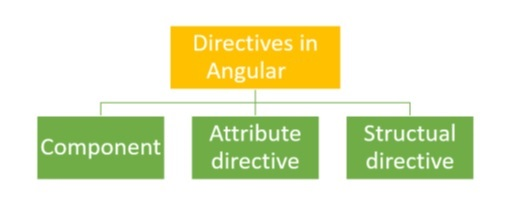 Directives in
Angular
Component
Attribute
directive
Structual
directive